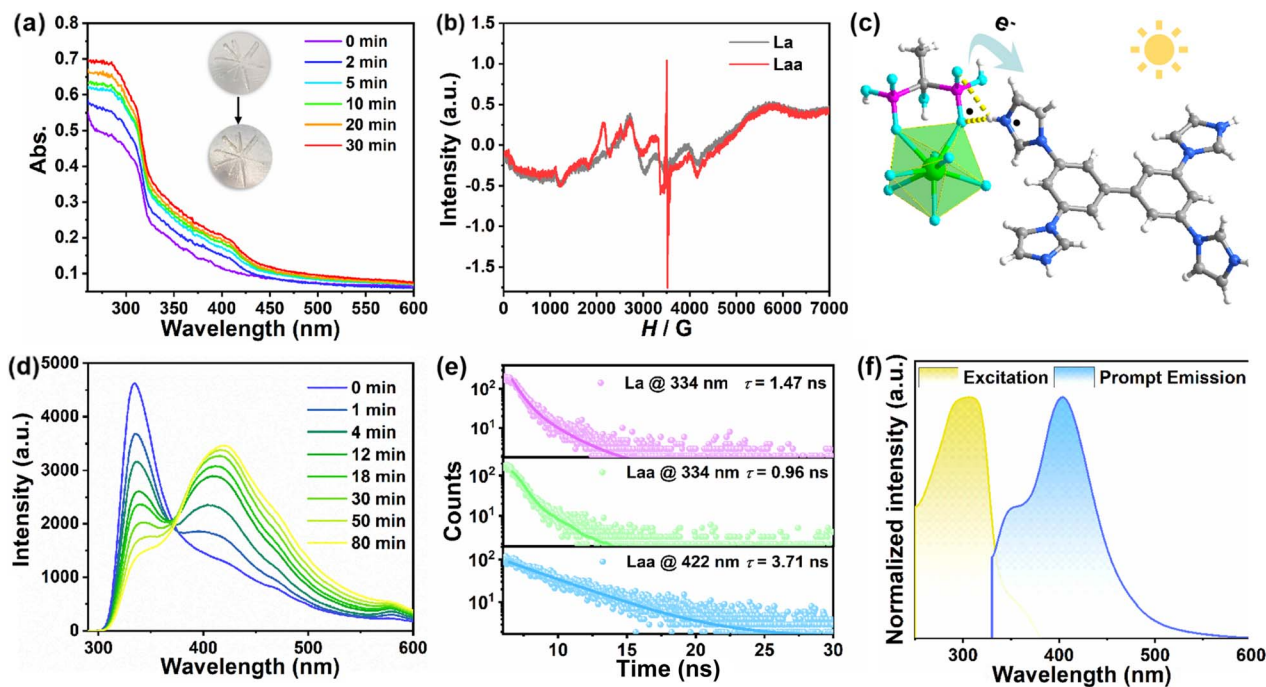 (a)
0.8
0.7
0.6
0.5
0.4
0.3
0.2
0.1
Abs.
0 min
2 min
5 min
10 min
20 min
30 min
300 350 400 450 500 550 600
Wavelength (nm)
(b)
1.5
1.0
0.5
0.0
-0.5
-1.0
-1.5
Intensity (a.u.)
La
Laa
0 1000 2000 3000 4000 5000 6000 7000
H / G
(c)
e-
(d)
5000
4000
3000
2000
1000
0
Intensity (a.u.)
0 min
1 min
4 min
12 min
18 min
30 min
50 min
80 min
300 400 500 600
Wavelength (nm)
(e)
Counts
10²
10¹
La @ 334 nm τ = 1.47 ns
10²
10¹
Laa @ 334 nm τ = 0.96 ns
10²
10¹
Laa @ 422 nm τ = 3.71 ns
10 15 20 25 30
Time (ns)
(f)
Normalized intensity (a.u.)
Excitation Prompt Emission
300 400 500 600
Wavelength (nm)